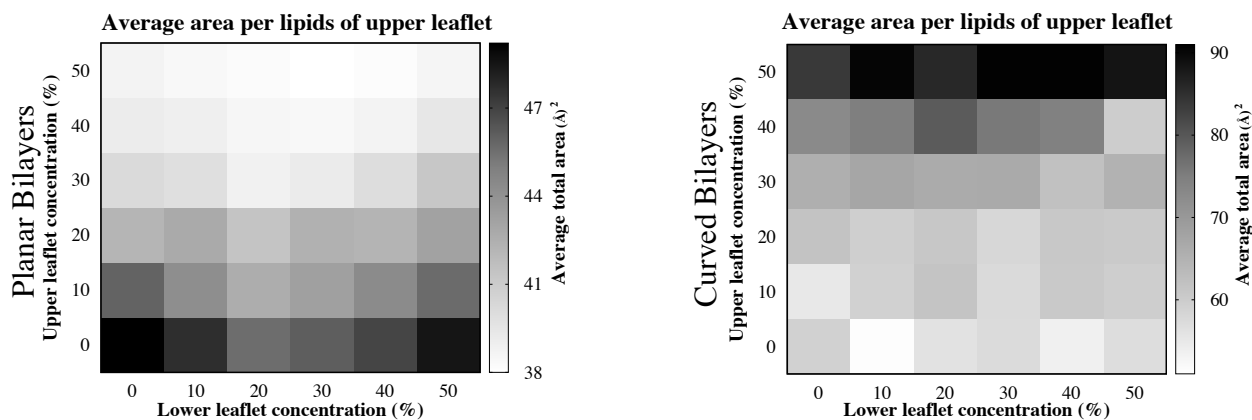 Average area per lipids of upper leaflet
Planar Bilayers
Upper leaflet concentration (%)
50
40
30
20
10
0
0 10 20 30 40 50
Lower leaflet concentration (%)
47
44
41
38
Average total area (Å)²
Average area per lipids of upper leaflet
Curved Bilayers
Upper leaflet concentration (%)
50
40
30
20
10
0
0 10 20 30 40 50
Lower leaflet concentration (%)
90
80
70
60
Average total area (Å)²